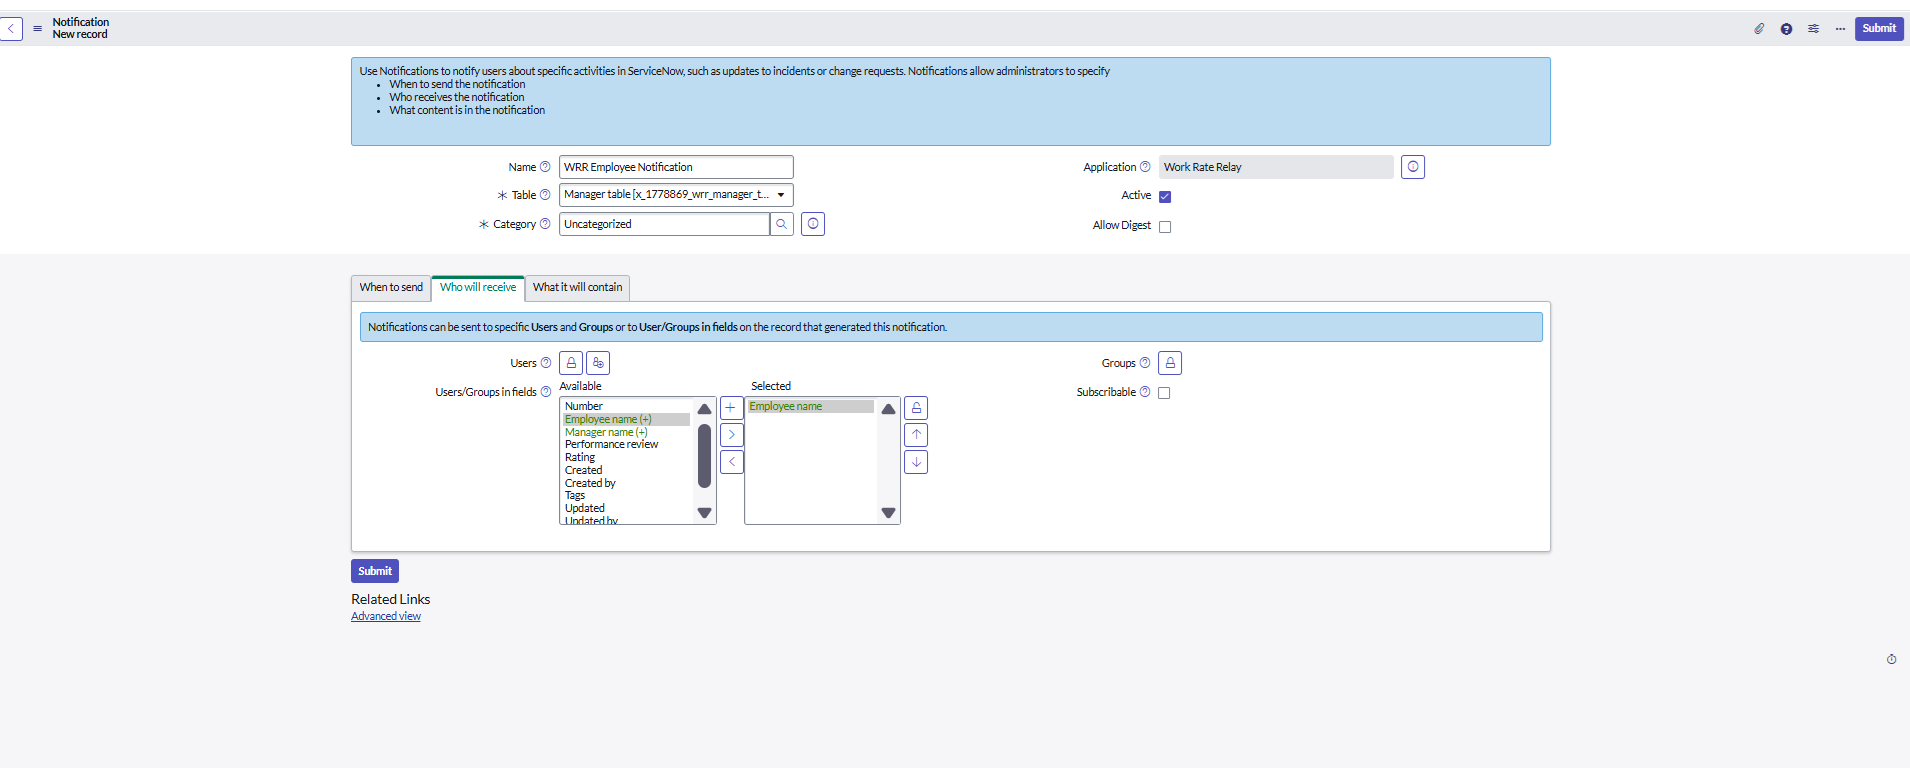 Notification
New record
Submit
Use Notifications to notify users about specific activities in ServiceNow, such as updates to incidents or change requests. Notifications allow administrators to specify
• When to send the notification
• Who receives the notification
• What content is in the notification
Name WRR Employee Notification
Application Work Rate Relay
* Table Manager table [x_1778869_wrr_manager_t...
Active
* Category Uncategorized
Allow Digest
When to send Who will receive What it will contain
Notifications can be sent to specific Users and Groups or to User/Groups in fields on the record that generated this notification.
Users
Groups
Users/Groups in fields
Available
Selected
Subscribable
Number
Employee name (+)
Manager name (+)
Performance review
Rating
Created
Created by
Tags
Updated
Updated by
Employee name
Submit
Related Links
Advanced view